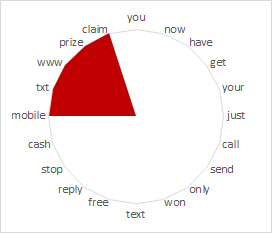 you
now
have
get
your
just
call
send
only
won
text
free
reply
stop
cash
mobile
txt
www
prize
claim